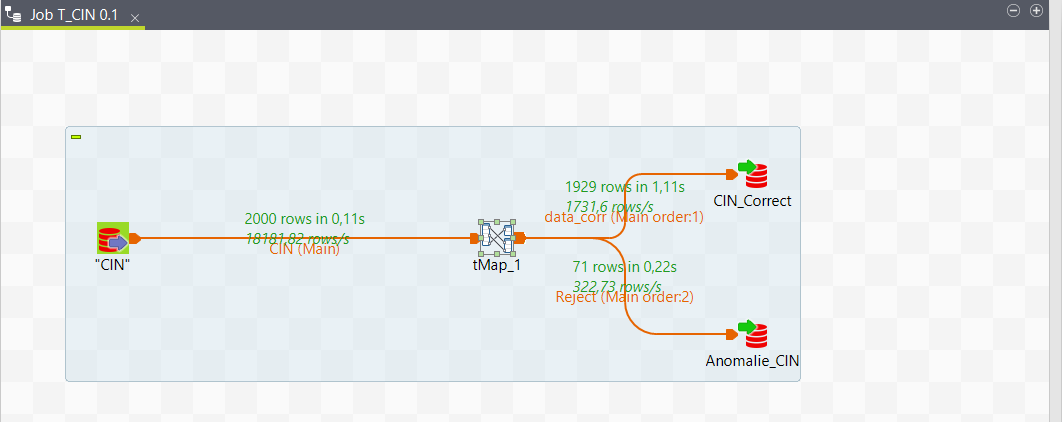 Job T_CIN 0.1
1929 rows in 1,11s
1731,6 rows/s
data_corr (Main order:1)
CIN_Correct
2000 rows in 0,11s
18181,82 rows/s
CIN (Main)
"CIN"
tMap_1
71 rows in 0,22s
322,73 rows/s
Reject (Main order:2)
Anomalie_CIN